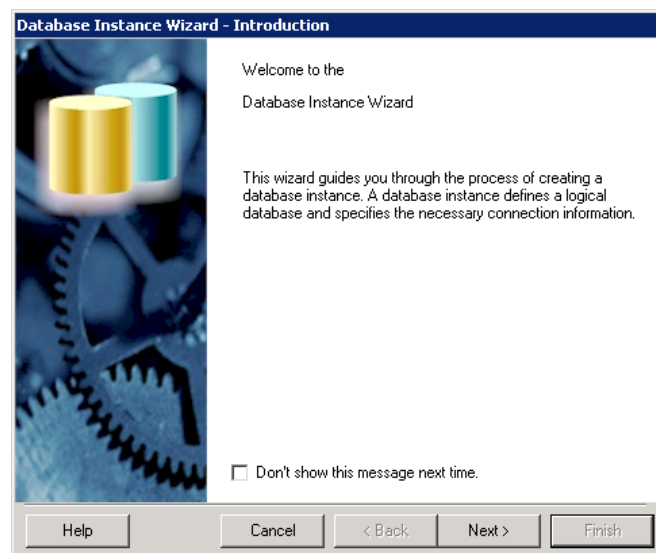 Database Instance Wizard - Introduction
Welcome to the
Database Instance Wizard
This wizard guides you through the process of creating a
database instance. A database instance defines a logical
database and specifies the necessary connection information.
Don't show this message next time.
Help
Cancel
< Back
Next >
Finish